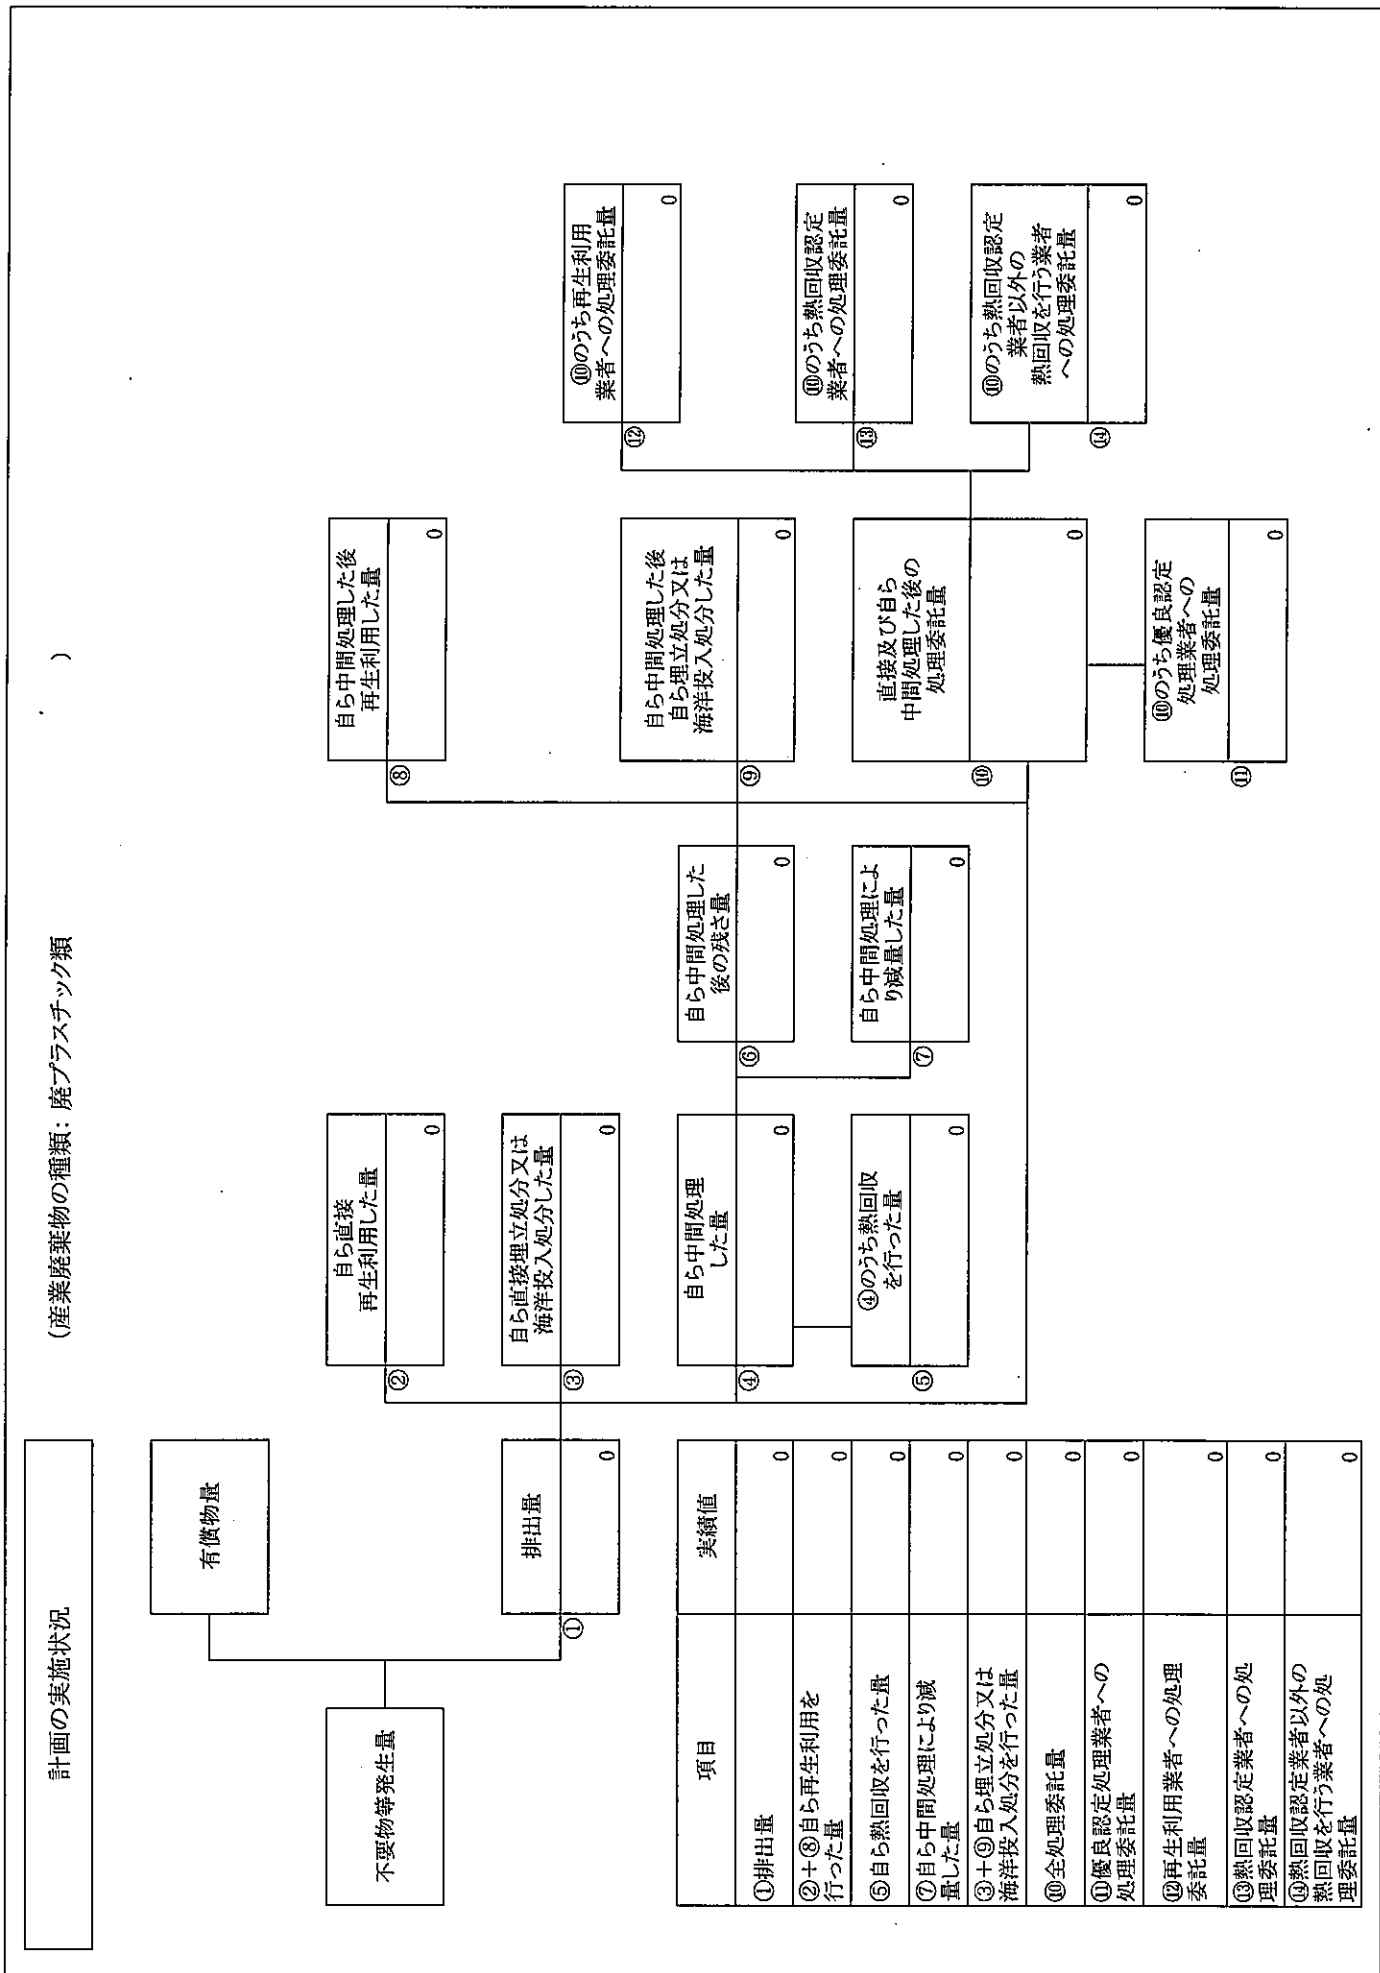 計画の実施状況
(産業廃棄物の種類：廃プラスチック類
)
不要物等発生量
有償物量
①
排出量
0
②
自ら直接
再生利用した量
0
③
自ら直接埋立処分又は
海洋投入処分した量
0
④
自ら中間処理
した量
0
⑤
④のうち熱回収
を行った量
0
⑥
自ら中間処理した
後の残さ量
0
⑦
自ら中間処理によ
り減量した量
0
⑧
自ら中間処理した後
再生利用した量
0
⑨
自ら中間処理した後
自ら埋立処分又は
海洋投入処分した量
0
⑩
直接及び自ら
中間処理した後の
処理委託量
0
⑪
⑩のうち優良認定
処理業者への
処理委託量
0
⑫
⑩のうち再生利用
業者への処理委託量
0
⑬
⑩のうち熱回収認定
業者への処理委託量
0
⑭
⑩のうち熱回収認定
業者以外の
熱回収を行う業者
への処理委託量
0
項目 実績値
①排出量 0
②+⑧自ら再生利用を
行った量 0
⑤自ら熱回収を行った量 0
⑦自ら中間処理により減
量した量 0
③+⑨自ら埋立処分又は
海洋投入処分を行った量 0
⑩全処理委託量 0
⑪優良認定処理業者への
処理委託量 0
⑫再生利用業者への処理
委託量 0
⑬熱回収認定業者への処
理委託量 0
⑭熱回収認定業者以外の
熱回収を行う業者への処
理委託量 0